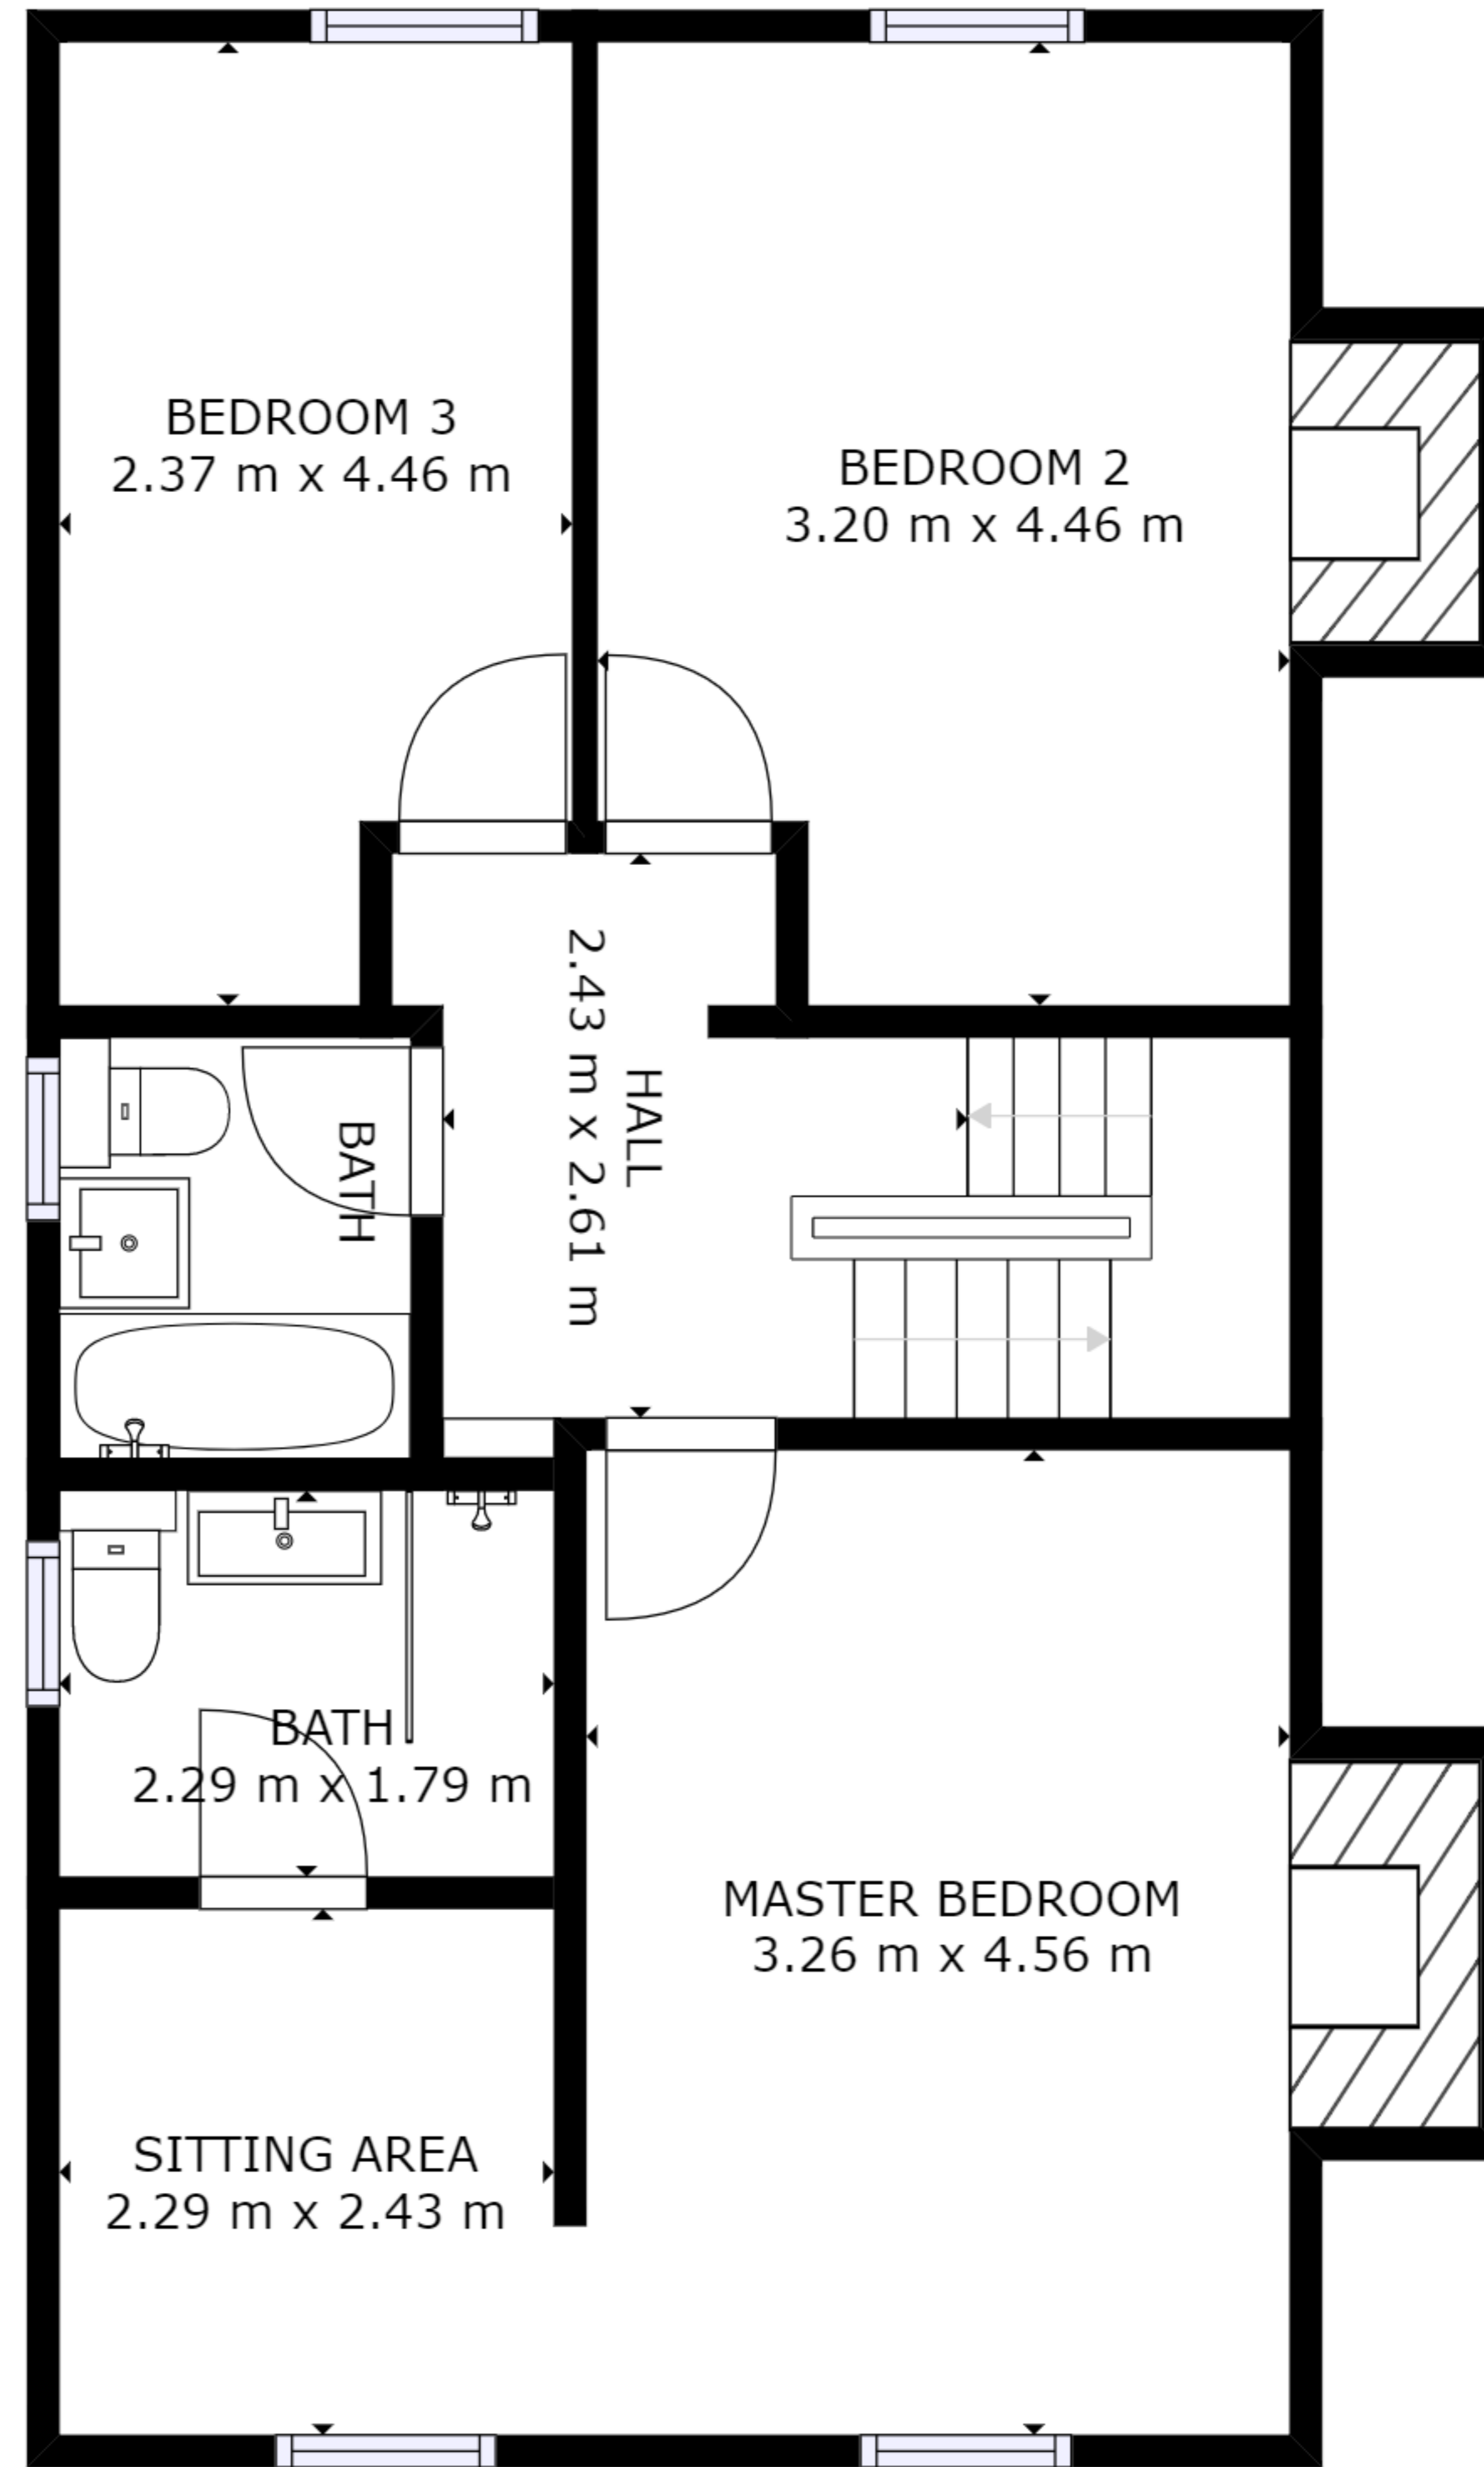 BEDROOM 3
2.37 m x 4.46 m
BEDROOM 2
3.20 m x 4.46 m
HALL
2.43 m x 2.61 m
BATH
BATH
2.29 m x 1.79 m
MASTER BEDROOM
3.26 m x 4.56 m
SITTING AREA
2.29 m x 2.43 m